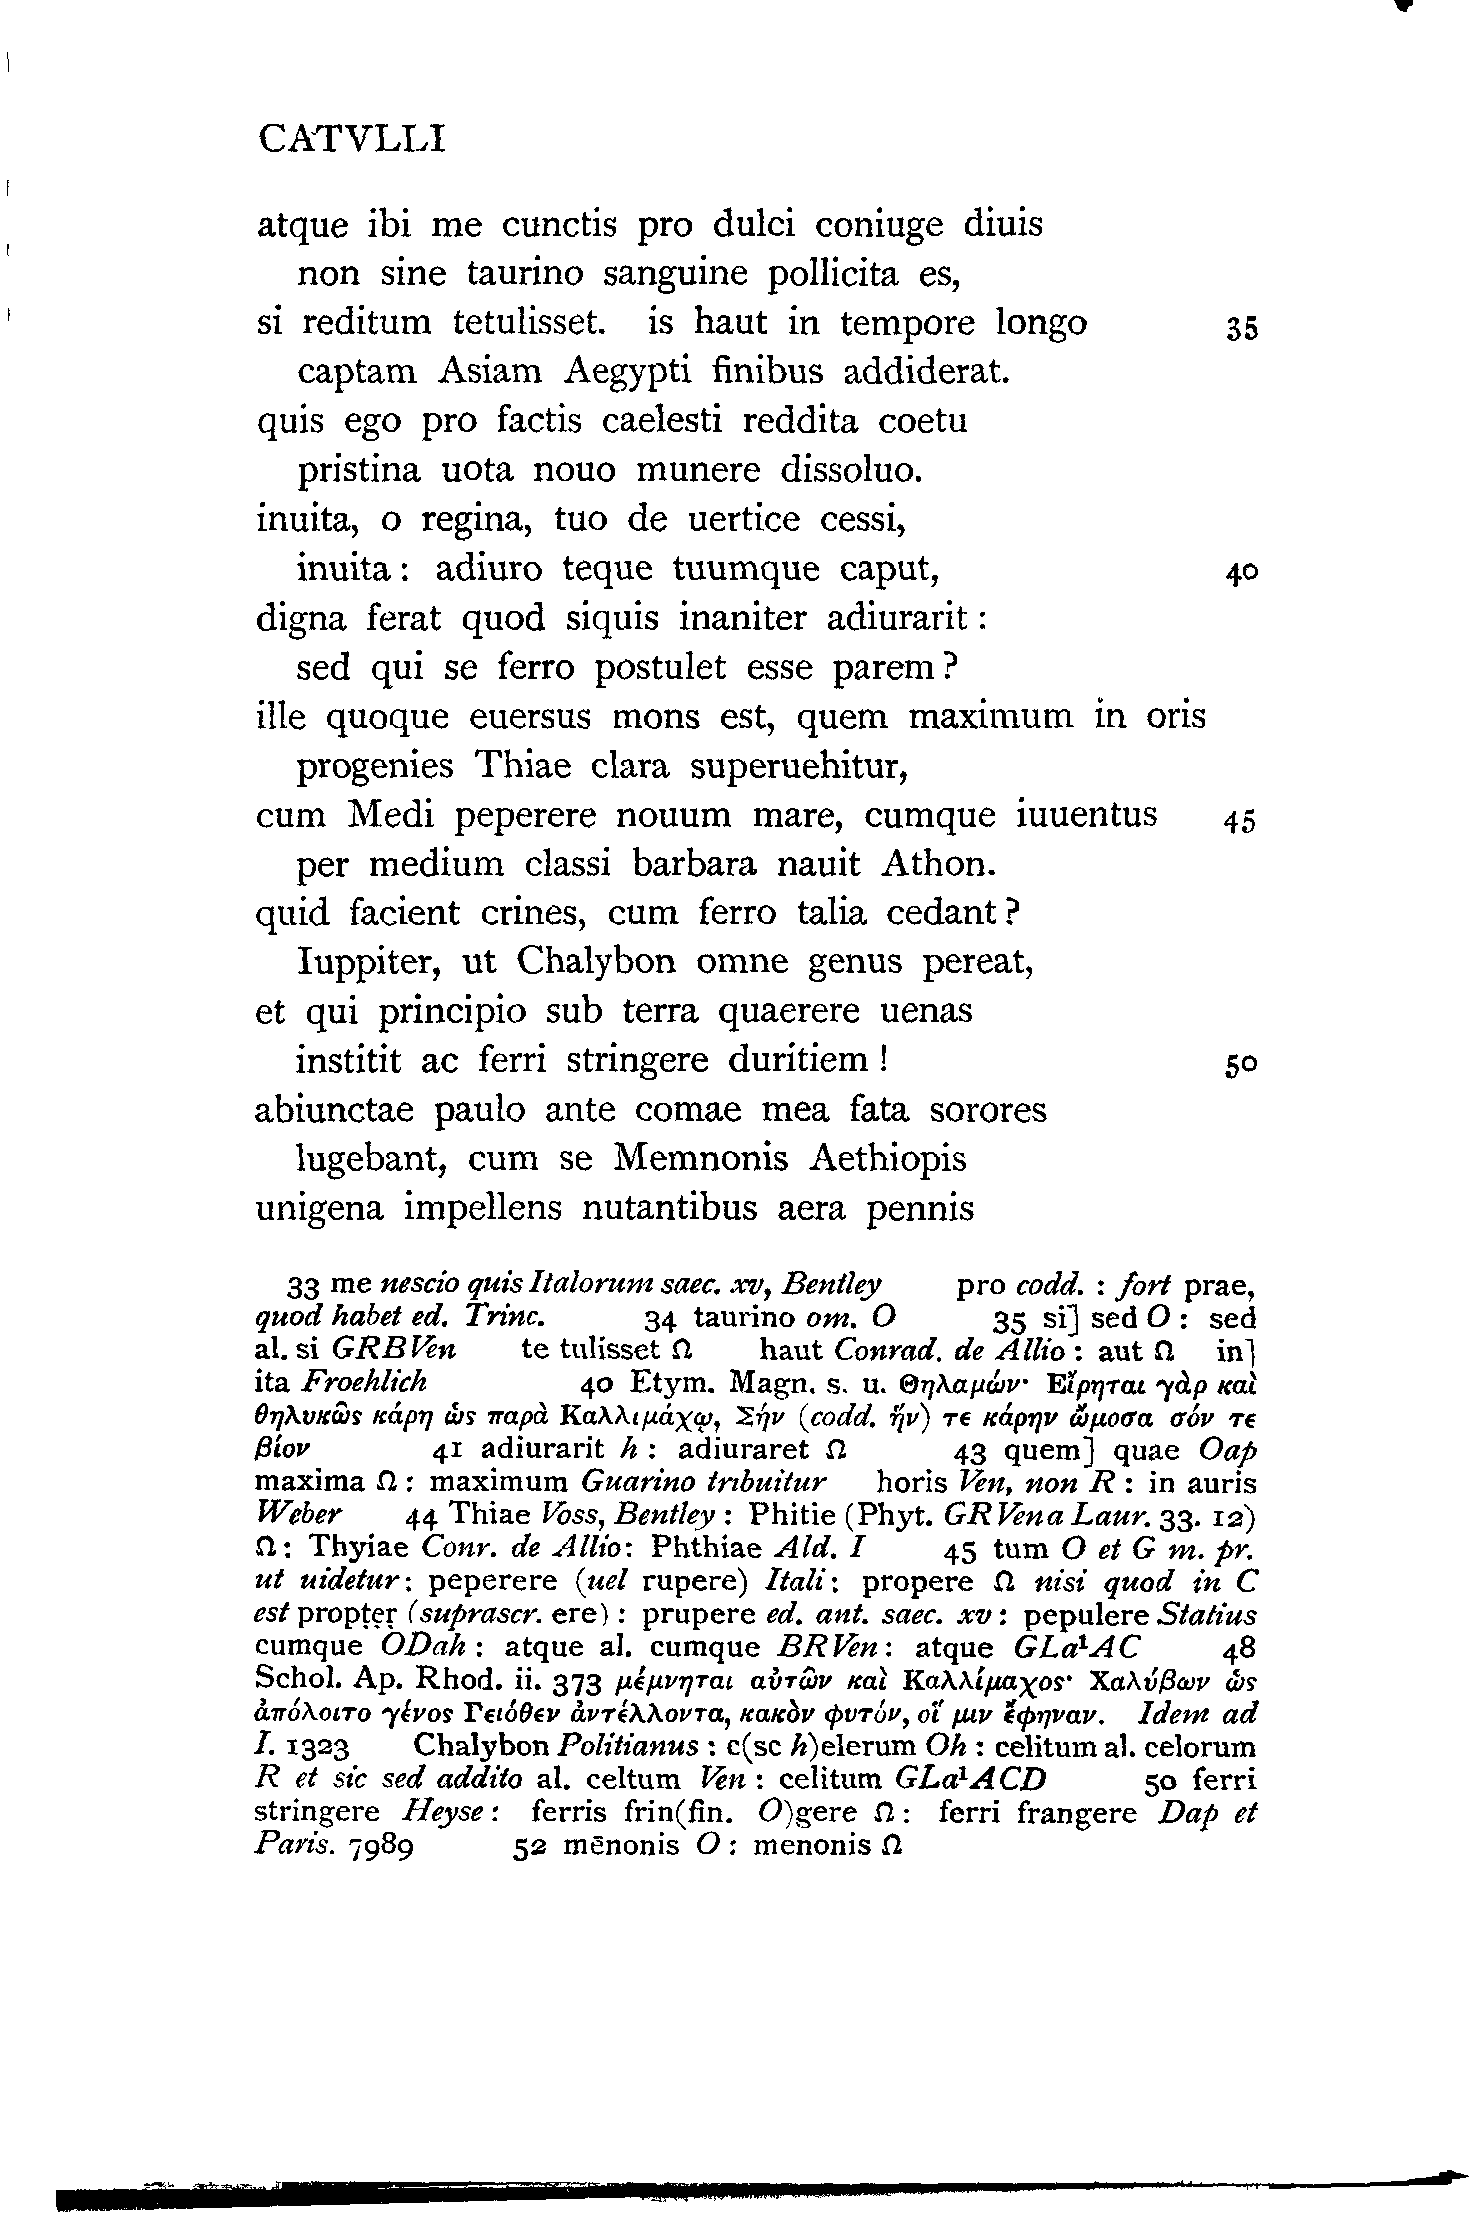 CATVLLI
atque ibi me cunctis pro dulci coniuge diuis
non sine taurino sanguine pollicita es,
si reditum tetulisset. is haut in tempore longo 35
captam Asiam Aegypti finibus addiderat.
quis ego pro factis caelesti reddita coetu
pristina uota nouo munere dissoluo.
inuita, o regina, tuo de uertice cessi,
inuita : adiuro teque tuumque caput, 40
digna ferat quod siquis inaniter adiurarit :
sed qui se ferro postulet esse parem ?
ille quoque euersus mons est, quem maximum in oris
progenies Thiae clara superuehitur,
cum Medi peperere nouum mare, cumque iuuentus 45
per medium classi barbara nauit Athon.
quid facient crines, cum ferro talia cedant ?
Iuppiter, ut Chalybon omne genus pereat,
et qui principio sub terra quaerere uenas
institit ac ferri stringere duritiem ! 50
abiunctae paulo ante comae mea fata sorores
lugebant, cum se Memnonis Aethiopis
unigena impellens nutantibus aera pennis
33 me nescio quis Italorum saec. xv, Bentley pro codd. : fort prae,
quod habet ed. Trinc. 34 taurino om. O 35 si] sed O : sed
al. si GRBVen te tulisset Ω haut Conrad. de Allio : aut Ω in]
ita Froehlich 40 Etym. Magn. s. u. Θηλαμών· Εἴρηται γὰρ καὶ
θηλυκῶς κάρη ὡς παρὰ Καλλιμάχῳ, Σήν (codd. ἥν) τε κάρην ὤμοσα σόν τε
βίον 41 adiurarit h : adiuraret Ω 43 quem] quae Oap
maxima Ω : maximum Guarino tribuitur horis Ven, non R : in auris
Weber 44 Thiae Voss, Bentley : Phitie (Phyt. GRVena Laur. 33. 12)
Ω : Thyiae Conr. de Allio: Phthiae Ald. I 45 tum O et G m. pr.
ut uidetur: peperere (uel rupere) Itali: propere Ω nisi quod in C
est propṭẹṛ (suprascr. ere) : prupere ed. ant. saec. xv : pepulere Statius
cumque ODah : atque al. cumque BRVen : atque GLa¹AC 48
Schol. Ap. Rhod. ii. 373 μέμνηται αὐτῶν καὶ Καλλίμαχος· Χαλύβων ὡς
ἀπόλοιτο γένος Γειόθεν ἀντέλλοντα, κακὸν φυτόν, οἵ μιν ἔφηναν. Idem ad
I. 1323 Chalybon Politianus : c(sc h)elerum Oh : celitum al. celorum
R et sic sed addito al. celtum Ven : celitum GLa¹ACD 50 ferri
stringere Heyse : ferris frin(fin. O)gere Ω : ferri frangere Dap et
Paris. 7989 52 mēnonis O : menonis Ω